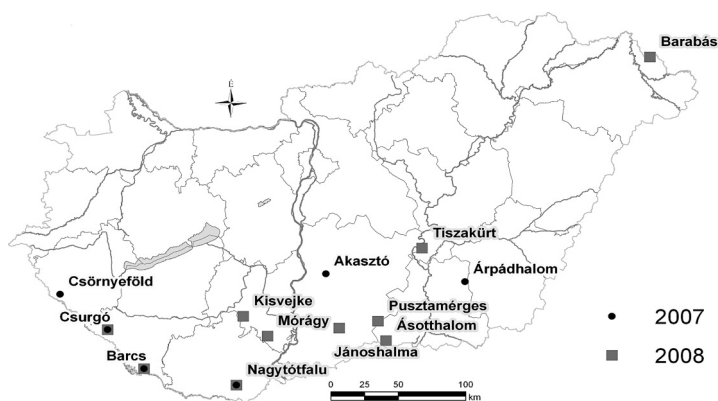 Barabás
É
Tiszakürt
Akasztó
Árpádhalom
Csörnyeföld
Kisvejke
Pusztamérges
Csurgó
Mórágy
Ásotthalom
2007
Jánoshalma
Barcs
2008
Nagytótfalu
0 25 50 100
km